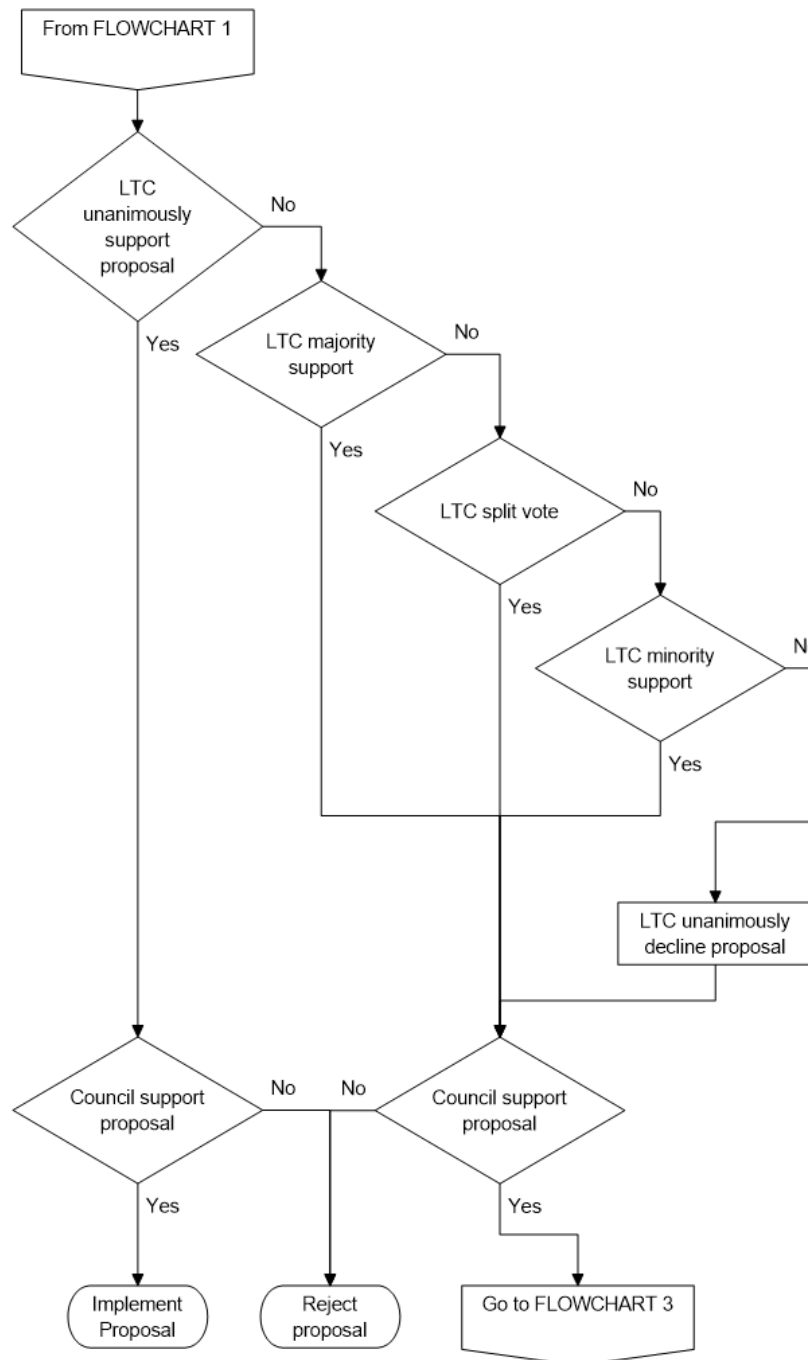 From FLOWCHART 1
LTC
unanimously
support
proposal
No
Yes
LTC majority
support
No
Yes
LTC split vote
No
Yes
LTC minority
support
N
Yes
LTC unanimously
decline proposal
Council support
proposal
No
No
Council support
proposal
Yes
Yes
Implement
Proposal
Reject
proposal
Go to FLOWCHART 3